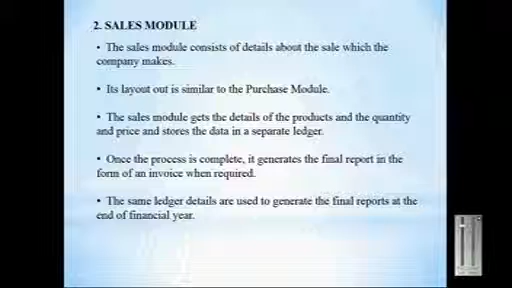 2. SALES MODULE
• The sales module consists of details about the sale which the
company makes.
• Its layout out is similar to the Purchase Module.
• The sales module gets the details of the products and the quantity
and price and stores the data in a separate ledger.
• Once the process is complete, it generates the final report in the
form of an invoice when required.
• The same ledger details are used to generate the final reports at the
end of financial year.